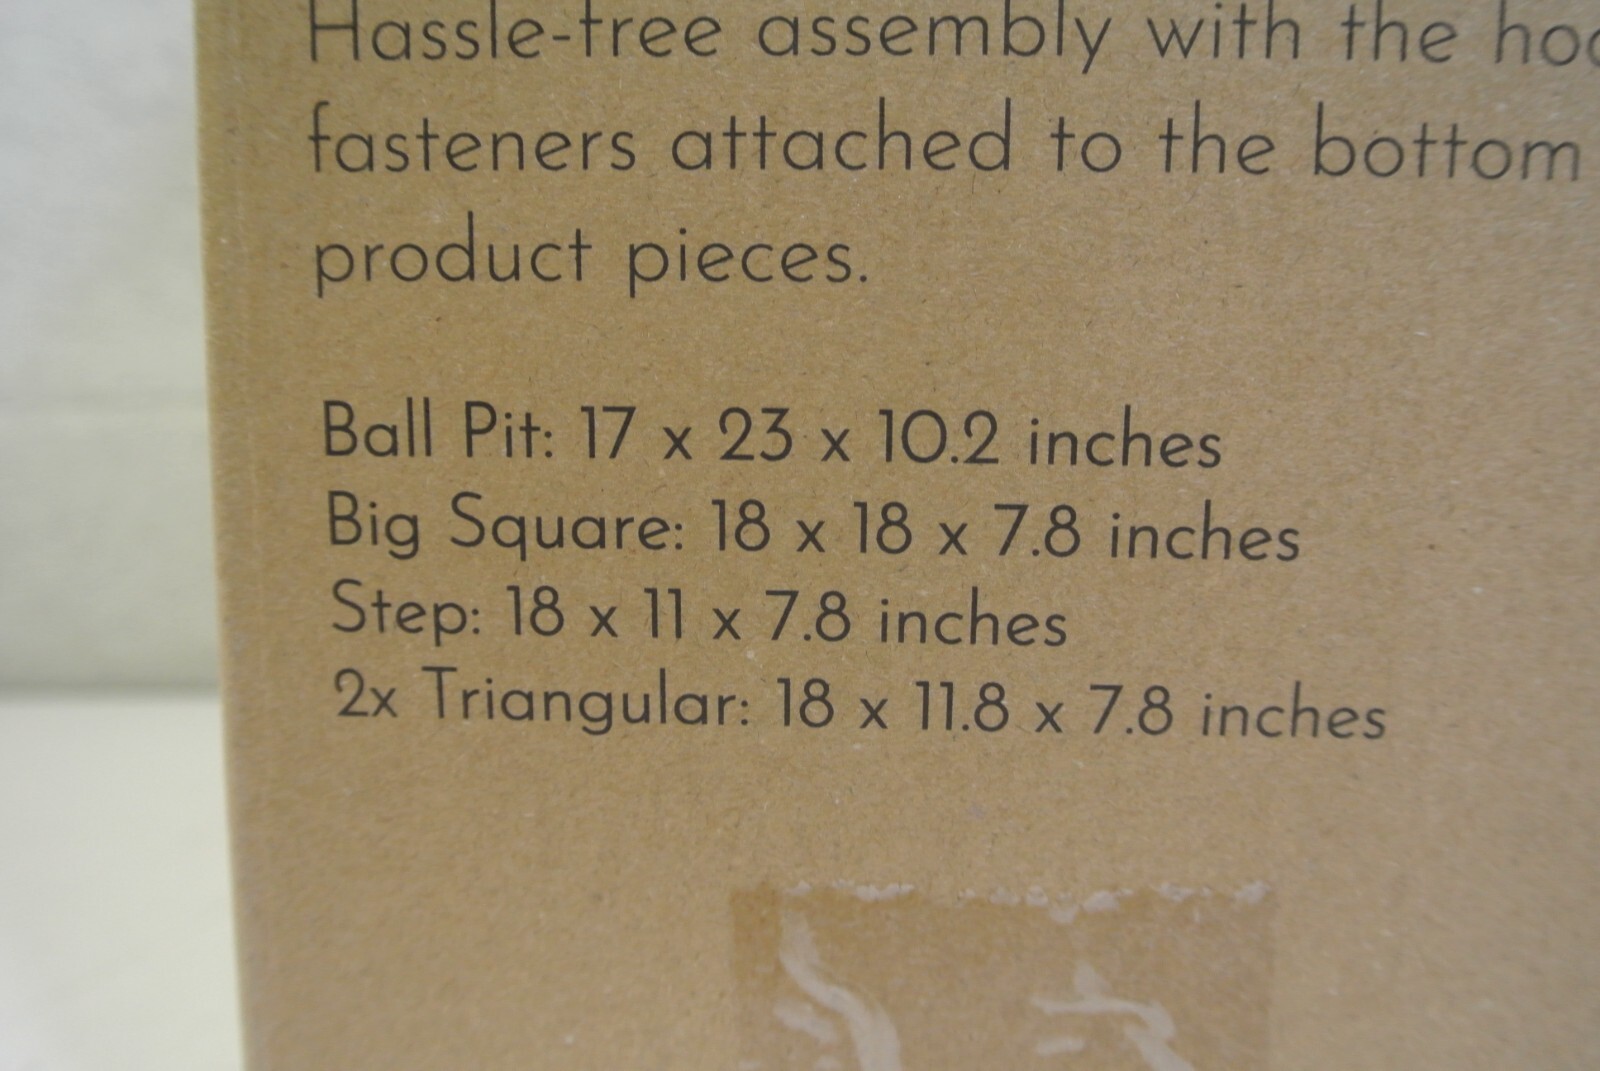 Hassle-free assembly with the
fasteners attached to the bottom
product pieces.
Ball Pit: 17 x 23 x 10.2 inches
Big Square: 18 x 18 x 7.8 inches
Step: 18 x 11 x 7.8 inches
2x Triangular: 18 x 11.8 x 7.8 inches